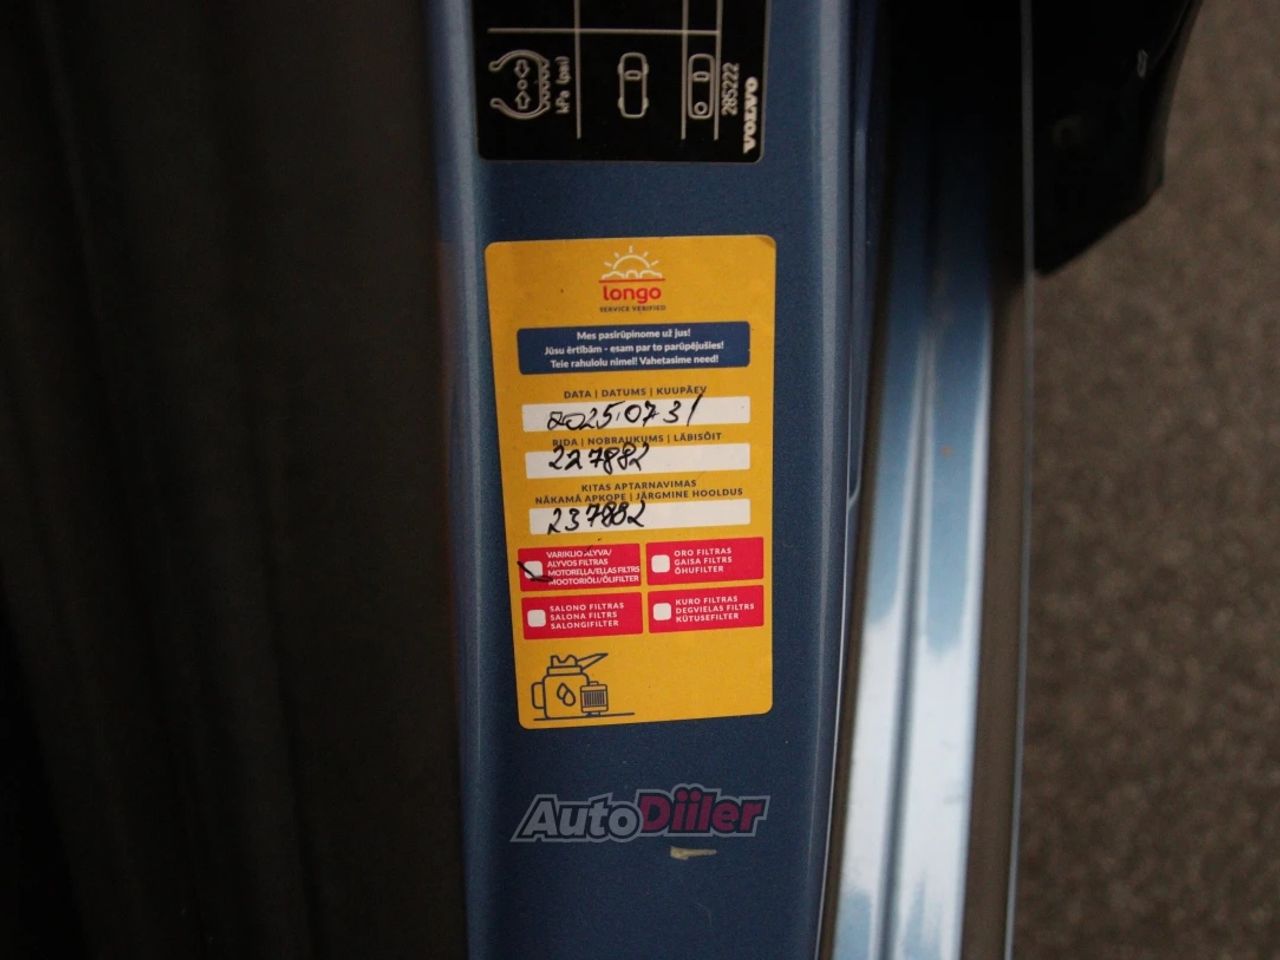 kPa (psi)
285222
VOLVO
longo
SERVICE VERIFIED
Mes pasirūpinome už jus!
Jūsu ērtībām - esam par to parūpējušies!
Teie rahulolu nimel! Vahetasime need!
DATA | DATUMS | KUUPÄEV
2025.07 31
RIDA | NOBRAUKUMS | LÄBISÕIT
227882
KITAS APTARNAVIMAS
NĀKAMĀ APKOPE | JÄRGMINE HOOLDUS
237882
VARIKLIO ALYVA/
ALYVOS FILTRAS
MOTOREĻĻA/EĻĻAS FILTRS
MOOTORIÕLI/ÕLIFILTER
ORO FILTRAS
GAISA FILTRS
ÕHUFILTER
SALONO FILTRAS
SALONA FILTRS
SALONGIFILTER
KURO FILTRAS
DEGVIELAS FILTRS
KÜTUSEFILTER
AutoDiiler